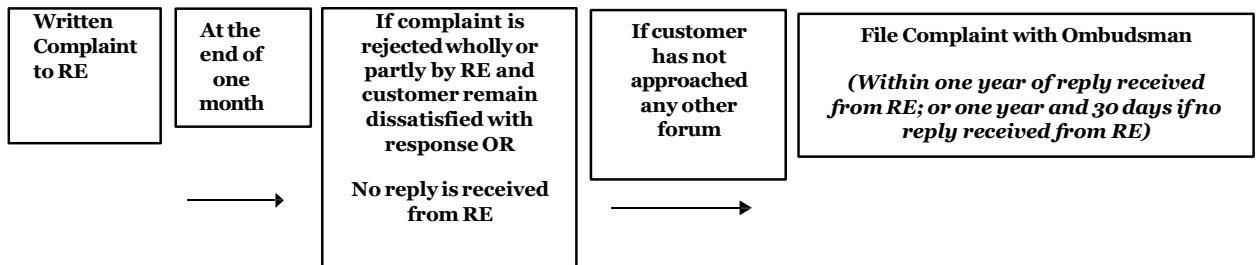 Written
Complaint
to RE
At the
end of
one
month
If complaint is
rejected wholly or
partly by RE and
customer remain
dissatisfied with
response OR
No reply is received
from RE
If customer
has not
approached
any other
forum
File Complaint with Ombudsman
(Within one year of reply received
from RE; or one year and 30 days if no
reply received from RE)